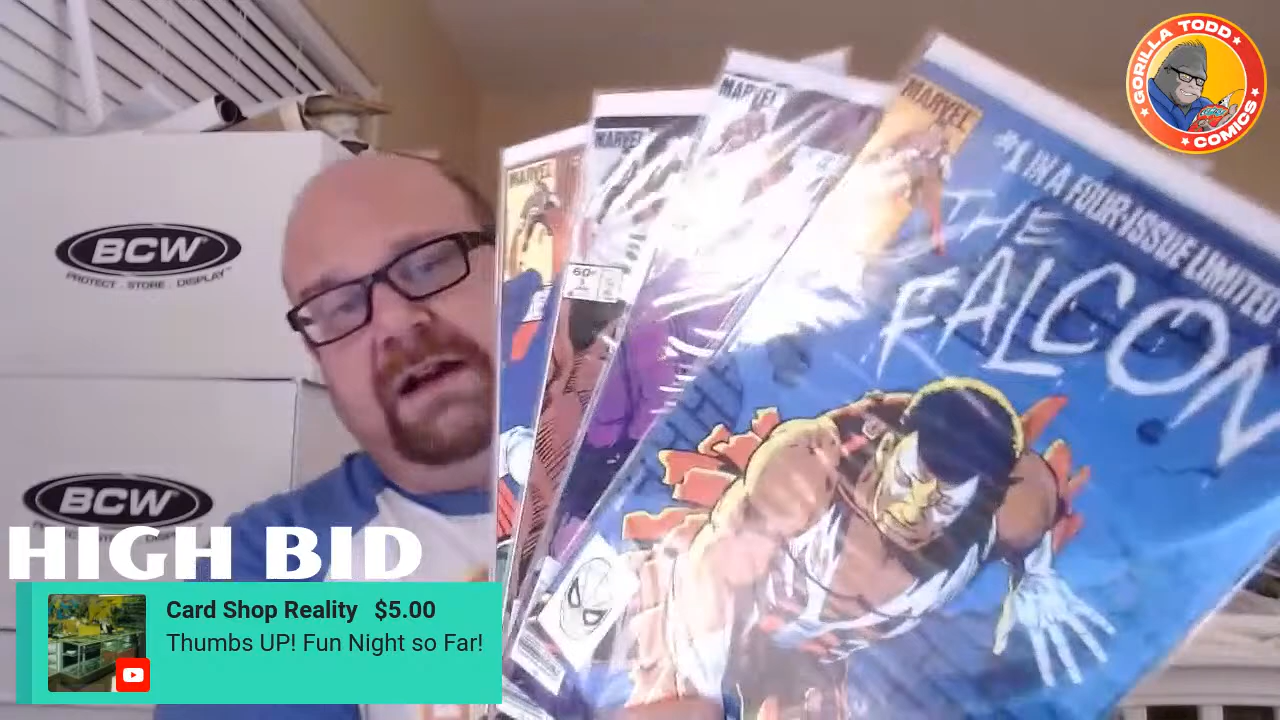 GORILLA TODD
COMICS
MARVEL
MARVEL
MARVEL
MARVEL
#1 IN A FOUR-ISSUE LIMITED
THE
FALCON
60¢
BCW
PROTECT . STORE . DISPLAY
BCW
HIGH BID
Card Shop Reality $5.00
Thumbs UP! Fun Night so Far!